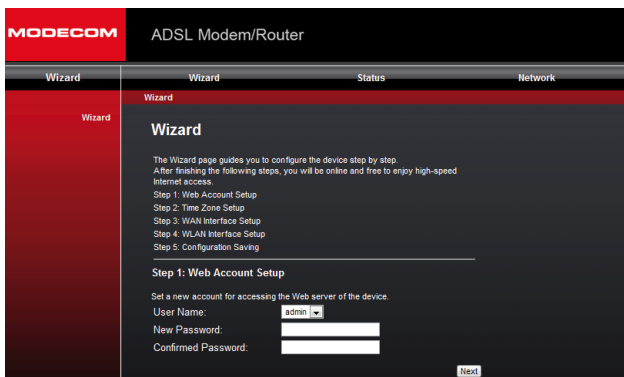 MODECOM
ADSL Modem/Router
Wizard Wizard Status Network
Wizard
Wizard
Wizard
The Wizard page guides you to configure the device step by step.
After finishing the following steps, you will be online and free to enjoy high-speed
Internet access.
Step 1: Web Account Setup
Step 2: Time Zone Setup
Step 3: WAN Interface Setup
Step 4: WLAN Interface Setup
Step 5: Configuration Saving
Step 1: Web Account Setup
Set a new account for accessing the Web server of the device.
User Name: admin
New Password:
Confirmed Password:
Next